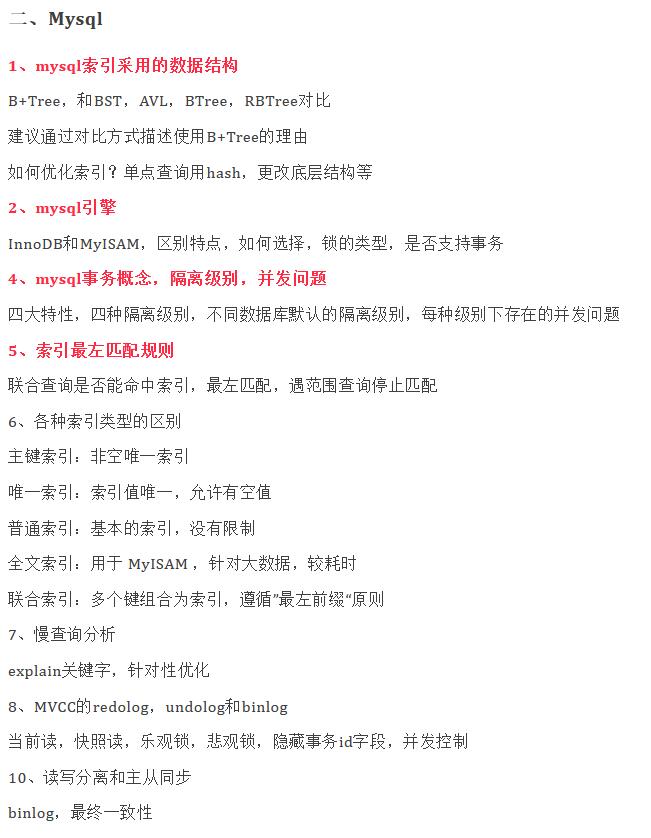 二、Mysql
1、mysql索引采用的数据结构
B+Tree，和BST，AVL，BTree，RBTree对比
建议通过对比方式描述使用B+Tree的理由
如何优化索引？单点查询用hash，更改底层结构等
2、mysql引擎
InnoDB和MyISAM，区别特点，如何选择，锁的类型，是否支持事务
4、mysql事务概念，隔离级别，并发问题
四大特性，四种隔离级别，不同数据库默认的隔离级别，每种级别下存在的并发问题
5、索引最左匹配规则
联合查询是否能命中索引，最左匹配，遇范围查询停止匹配
6、各种索引类型的区别
主键索引：非空唯一索引
唯一索引：索引值唯一，允许有空值
普通索引：基本的索引，没有限制
全文索引：用于 MyISAM ，针对大数据，较耗时
联合索引：多个键组合为索引，遵循”最左前缀“原则
7、慢查询分析
explain关键字，针对性优化
8、MVCC的redolog，undolog和binlog
当前读，快照读，乐观锁，悲观锁，隐藏事务id字段，并发控制
10、读写分离和主从同步
binlog，最终一致性